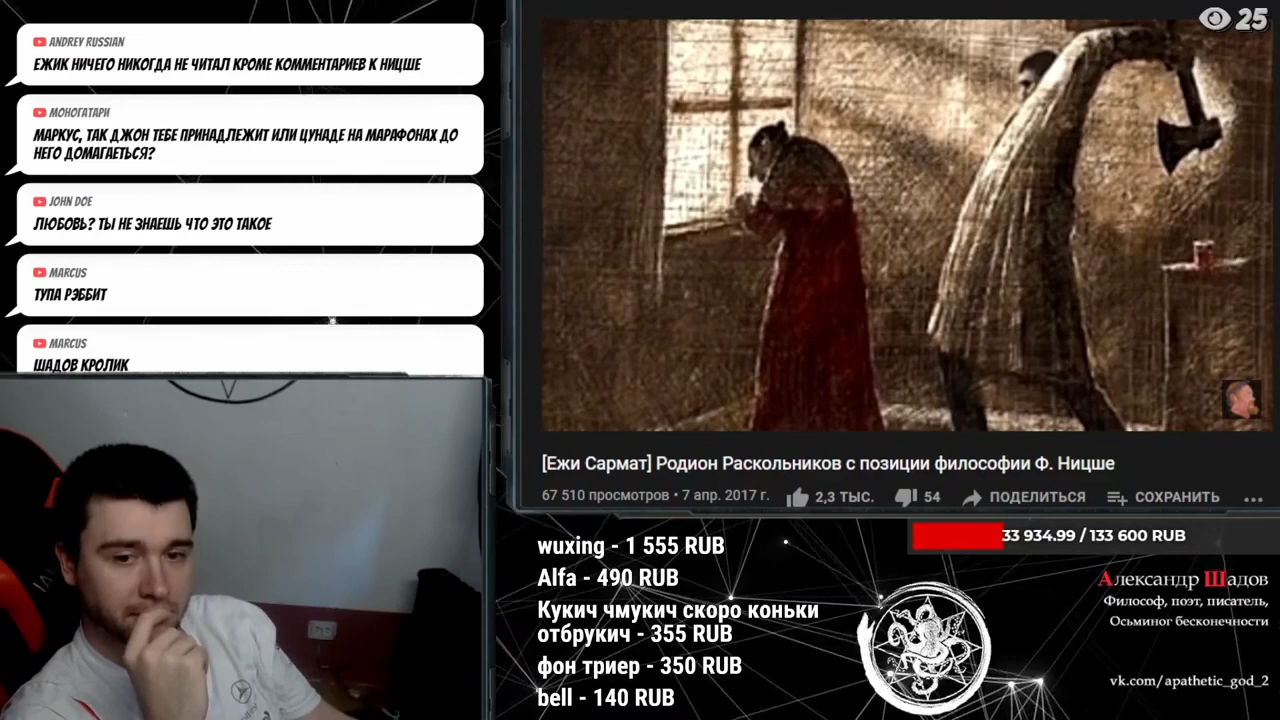 ANDREY RUSSIAN
ЕЖИК НИЧЕГО НИКОГДА НЕ ЧИТАЛ КРОМЕ КОММЕНТАРИЕВ К НИЦШЕ
МОНОГАТАРИ
МАРКУС, ТАК ДЖОН ТЕБЕ ПРИНАДЛЕЖИТ ИЛИ ЦУНАДЕ НА МАРАФОНАХ ДО
НЕГО ДОМАГАЕТЬСЯ?
JOHN DOE
ЛЮБОВЬ? ТЫ НЕ ЗНАЕШЬ ЧТО ЭТО ТАКОЕ
MARCUS
ТУПА РЭББИТ
MARCUS
ШАДОВ КРОЛИК
25
[Ежи Сармат] Родион Раскольников с позиции философии Ф. Ницше
67 510 просмотров • 7 апр. 2017 г.
2,3 ТЫС.
54
ПОДЕЛИТЬСЯ
СОХРАНИТЬ
wuxing - 1 555 RUB
Alfa - 490 RUB
Кукич чмукич скоро коньки
отбрукич - 355 RUB
фон триер - 350 RUB
bell - 140 RUB
33 934.99 / 133 600 RUB
Александр Шадов
Философ, поэт, писатель,
Осьминог бесконечности
vk.com/apathetic_god_2